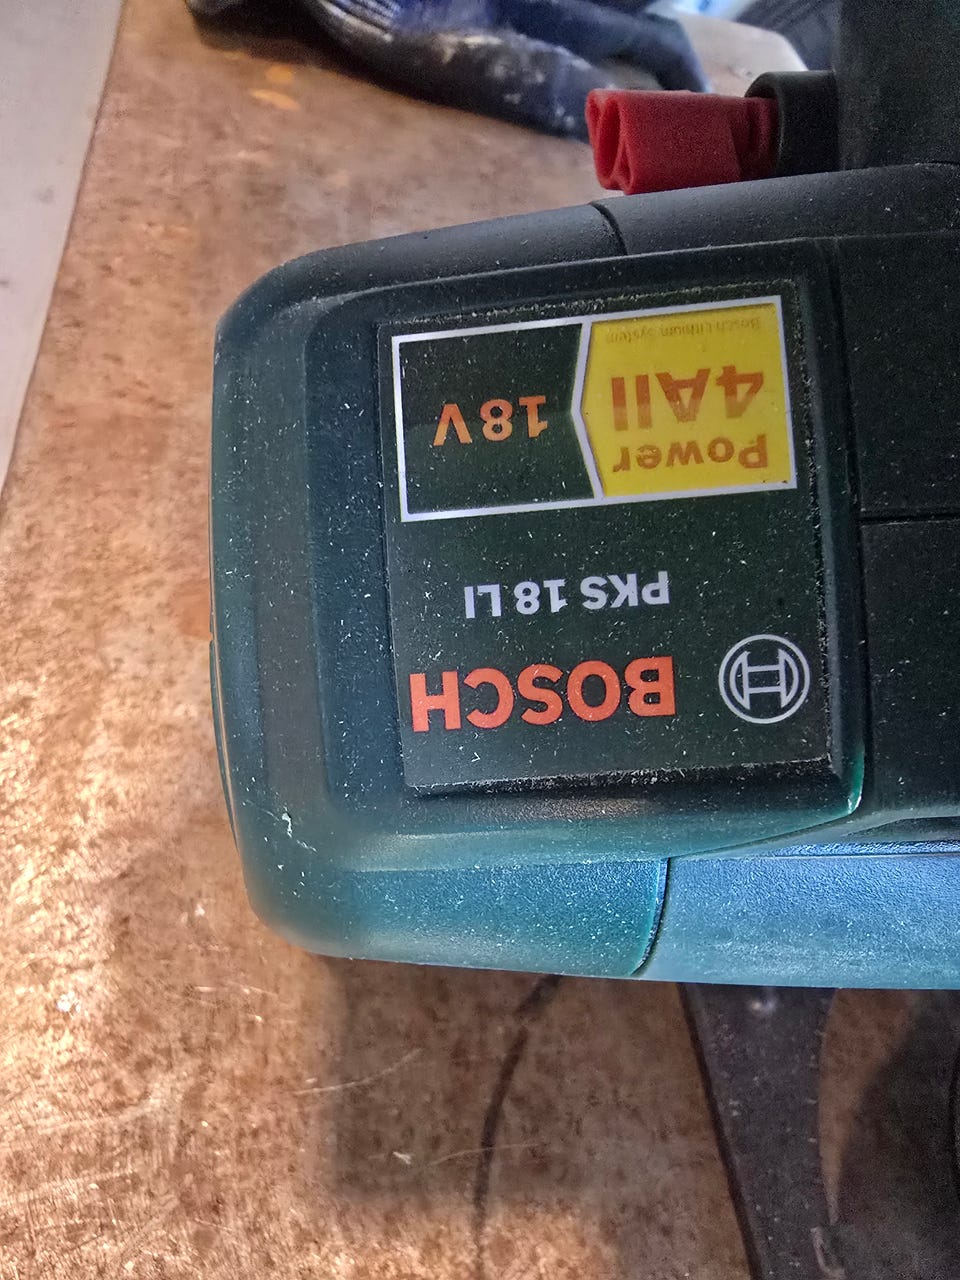 BOSCH
PKS 18 LI
Power
4All
Bosch Lithium System
18V